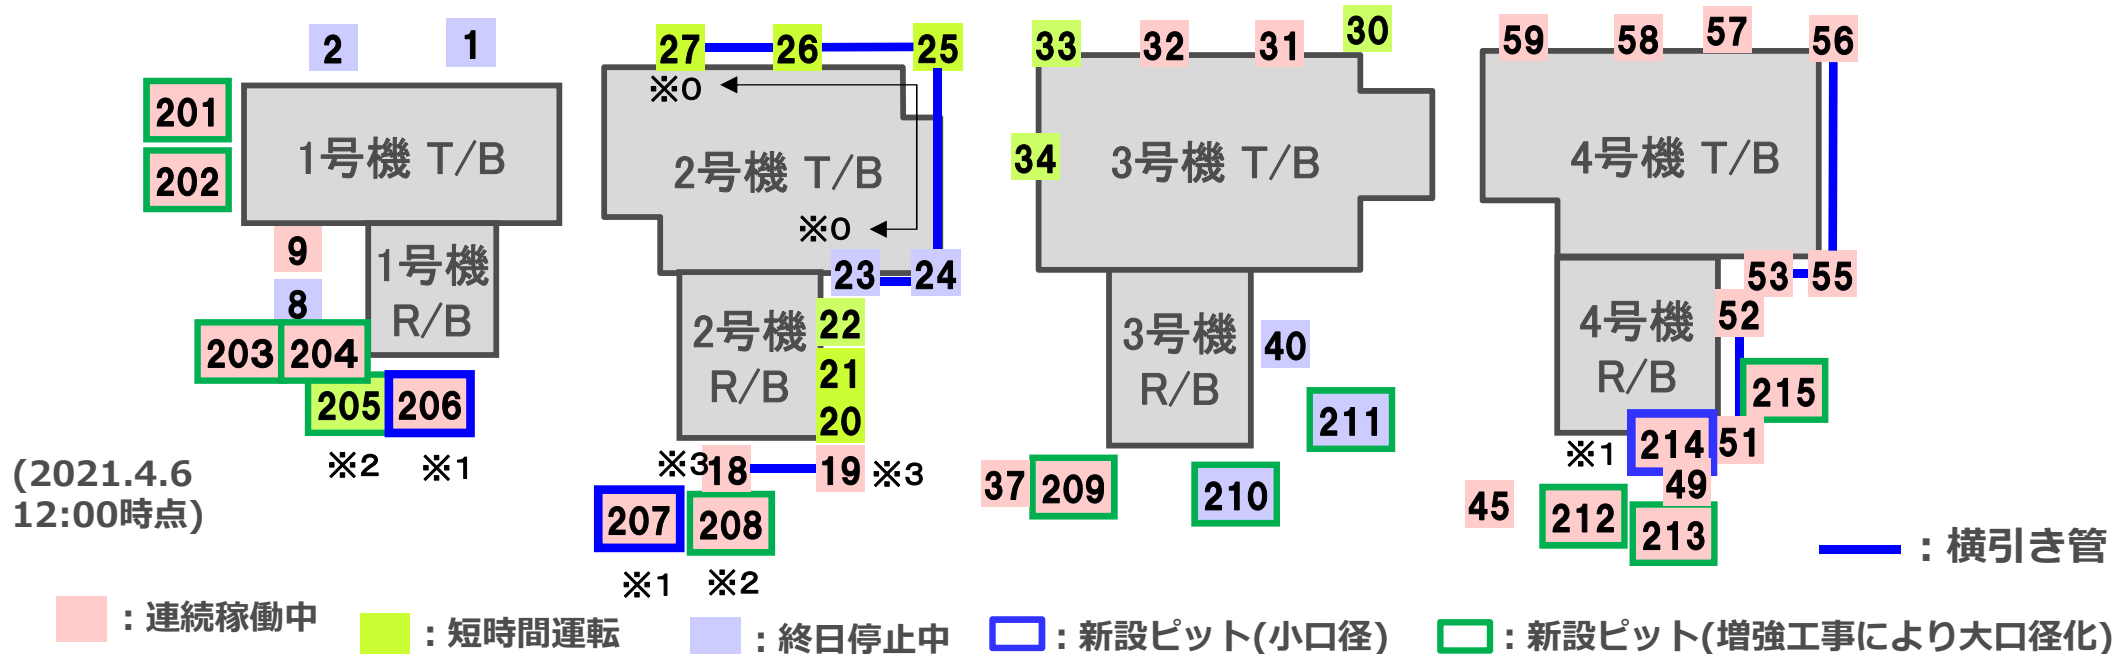 2
1
27
26
25
33
32
31
30
59
58
57
56
※0
201
202
1号機 T/B
2号機 T/B
※0
34
3号機 T/B
4号機 T/B
9
8
1号機
R/B
23
24
22
21
20
2号機
R/B
3号機
R/B
40
53
55
52
4号機
R/B
203
204
205
206
※2
※1
※3
18
19
※3
207
208
※1
※2
37
209
210
211
215
214
51
※1
49
45
212
213
(2021.4.6
12:00時点)
：横引き管
：連続稼働中
：短時間運転
：終日停止中
：新設ピット(小口径)
：新設ピット(増強工事により大口径化)